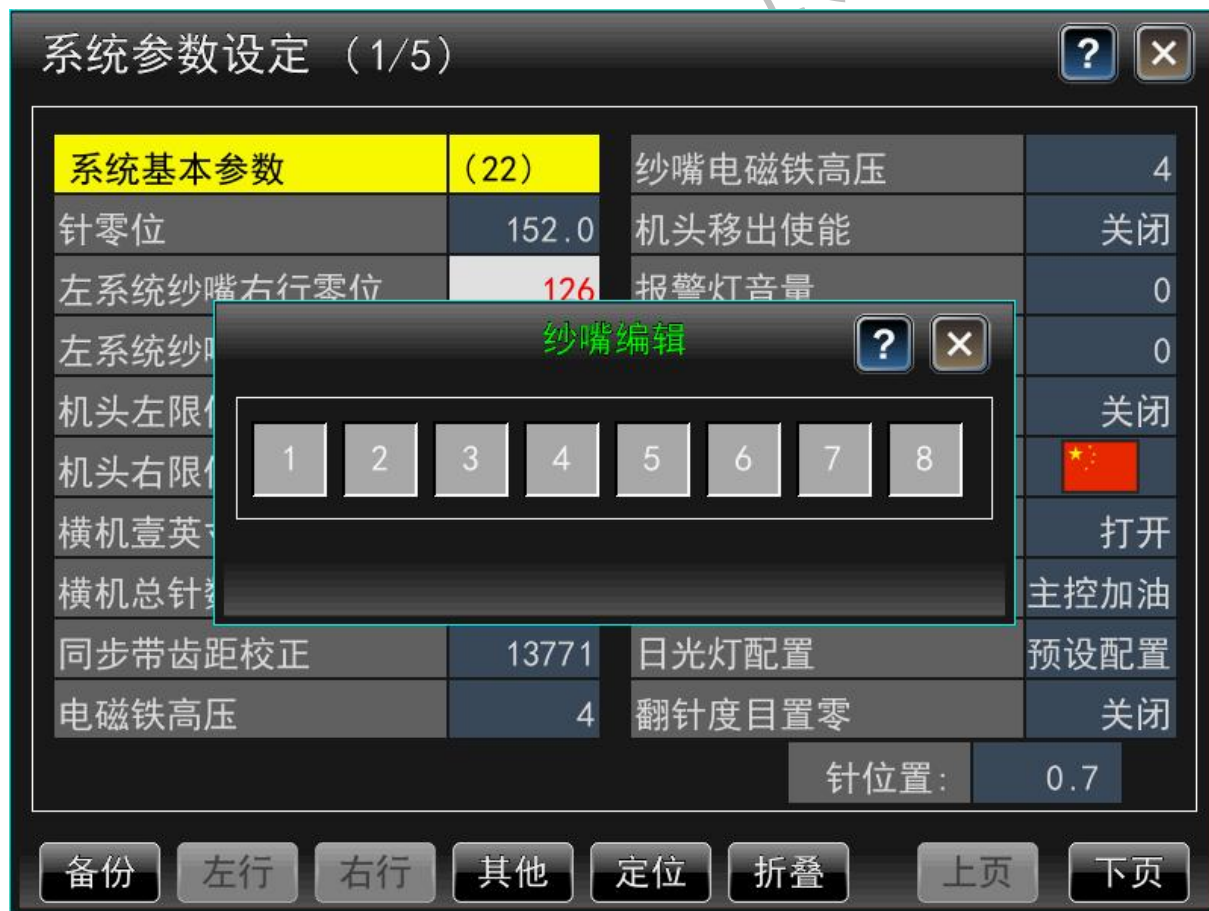 系统参数设定 （1/5）
?
×
系统基本参数 （22）
纱嘴电磁铁高压 4
针零位 152.0
机头移出使能 关闭
左系统纱嘴右行零位 126
报警灯音量 0
左系统纱
0
机头左限
关闭
机头右限
横机壹英
打开
横机总针
主控加油
同步带齿距校正 13771
日光灯配置 预设配置
电磁铁高压 4
翻针度目置零 关闭
针位置: 0.7
纱嘴编辑
?
×
1 2 3 4 5 6 7 8
备份 左行 右行 其他 定位 折叠 上页 下页